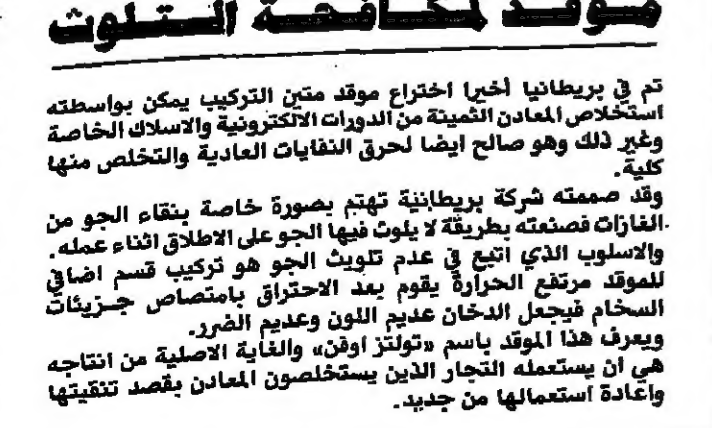 موقد لمكافحة التلوث
تم في بريطانيا أخيرا اختراع موقد متين التركيب يمكن بواسطته
استخلاص المعادن الثمينة من الدورات الالكترونية والاسلاك الخاصة
وغير ذلك وهو صالح ايضا لحرق النفايات العادية والتخلص منها
كلية.
وقد صممته شركة بريطانية تهتم بصورة خاصة بنقاء الجو من
الغازات فصنعته بطريقة لا يلوث فيها الجو على الاطلاق اثناء عمله.
والاسلوب الذي اتبع في عدم تلويث الجو هو تركيب قسم اضافي
للموقد مرتفع الحرارة يقوم بعد الاحتراق بامتصاص جزيئات
السخام فيجعل الدخان عديم اللون وعديم الضرر.
ويعرف هذا الموقد باسم «تولتز اوفن» والغاية الاصلية من انتاجه
هي أن يستعمله التجار الذين يستخلصون المعادن بقصد تنقيتها
واعادة استعمالها من جديد.